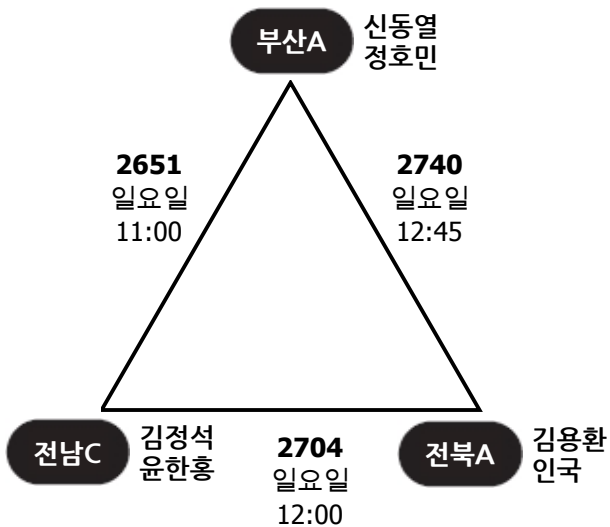 부산A
신동열
정호민
2651
일요일
11:00
2740
일요일
12:45
전남C
김정석
윤한홍
2704
일요일
12:00
전북A
김용환
인국